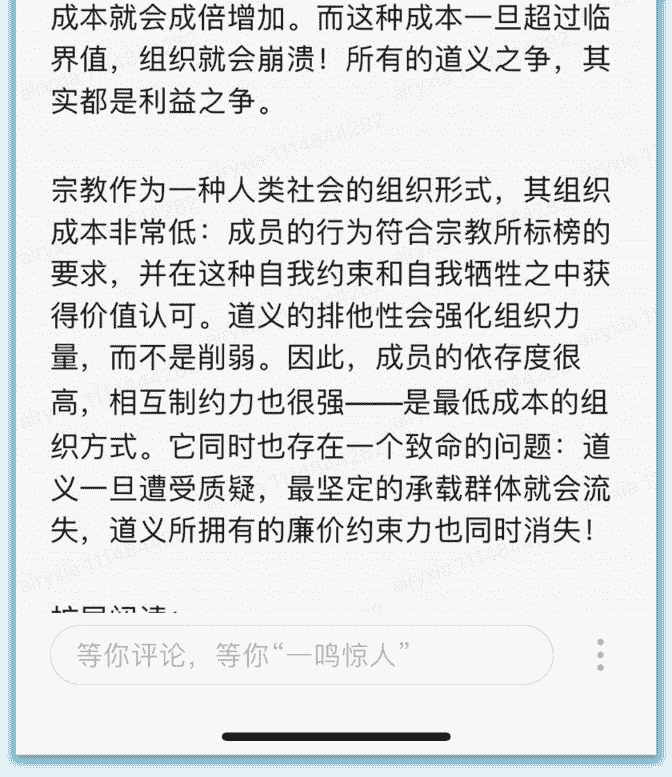 成本就会成倍增加。而这种成本一旦超过临
界值，组织就会崩溃！所有的道义之争，其
实都是利益之争。
宗教作为一种人类社会的组织形式，其组织
成本非常低：成员的行为符合宗教所标榜的
要求，并在这种自我约束和自我牺牲之中获
得价值认可。道义的排他性会强化组织力
量，而不是削弱。因此，成员的依存度很
高，相互制约力也很强——是最低成本的组
织方式。它同时也存在一个致命的问题：道
义一旦遭受质疑，最坚定的承载群体就会流
失，道义所拥有的廉价约束力也同时消失！
等你评论，等你“一鸣惊人”